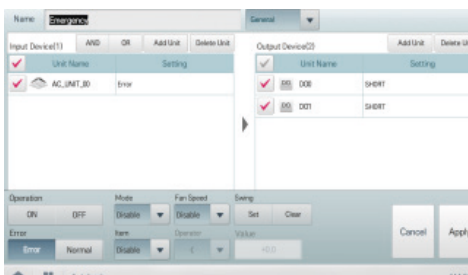 Name Emergency General
Input Device(1) AND OR Add Unit Delete Unit
Unit Name Setting
AC_UNIT_00 Error
Output Device(2) Add Unit Delete U
Unit Name Setting
DO DO0 SHORT
DO DO1 SHORT
Operation Mode Fan Speed Swing
ON OFF Disable Disable Set Clear
Error Item Operator Value
Error Normal Disable
Cancel Apply